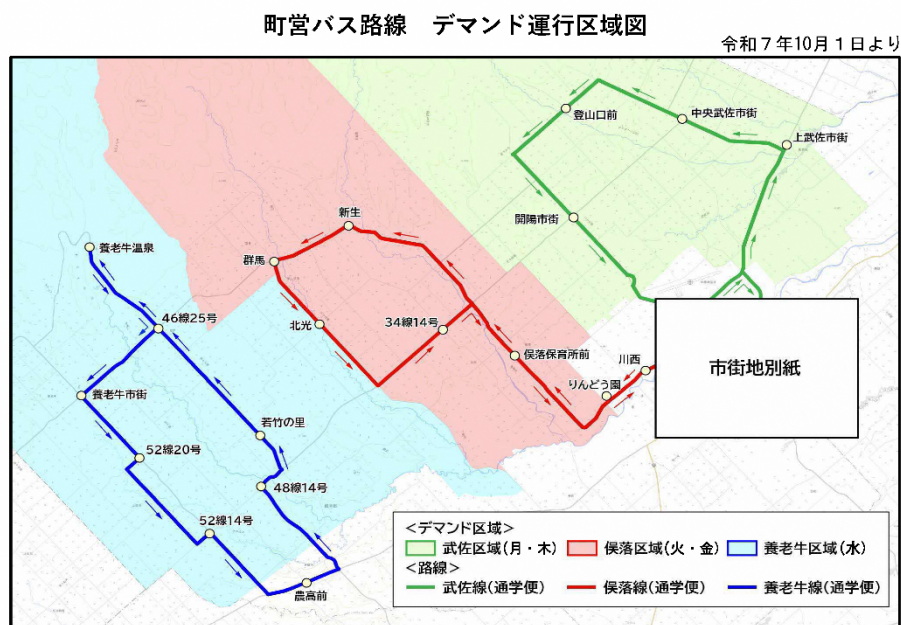 町営バス路線　デマンド運行区域図
令和７年10月１日より
登山口前
中央武佐市街
上武佐市街
開陽市街
新生
群馬
養老牛温泉
北光
34線14号
46線25号
俣落保育所前
川西
りんどう園
市街地別紙
養老牛市街
若竹の里
52線20号
48線14号
52線14号
農高前
＜デマンド区域＞
武佐区域(月・木)　俣落区域(火・金)　養老牛区域(水)
＜路線＞
武佐線(通学便)　俣落線(通学便)　養老牛線(通学便)